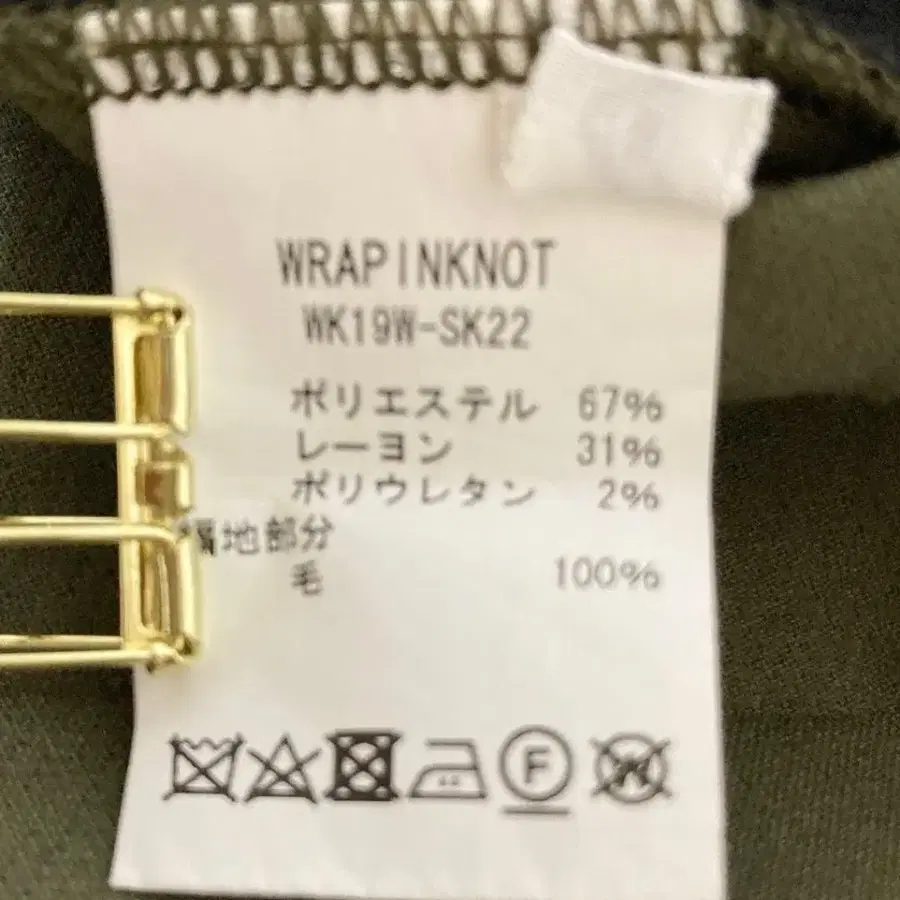 WRAPINKNOT
WK19W-SK22
ポリエステル 67%
レーヨン 31%
ポリウレタン 2%
地部分
毛 100%
F
W